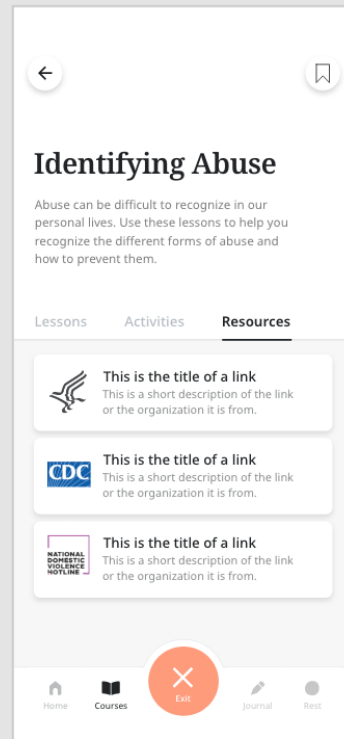 Identifying Abuse
Abuse can be difficult to recognize in our
personal lives. Use these lessons to help you
recognize the different forms of abuse and
how to prevent them.
Lessons Activities Resources
This is the title of a link
This is a short description of the link
or the organization it is from.
CDC
This is the title of a link
This is a short description of the link
or the organization it is from.
NATIONAL
DOMESTIC
VIOLENCE
HOTLINE
This is the title of a link
This is a short description of the link
or the organization it is from.
Home Courses Exit Journal Rest